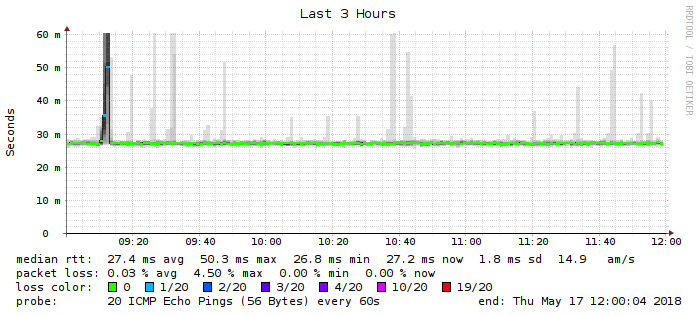 Last 3 Hours
RRDTOOL / TOBI OETIKER
Seconds
60 m
50 m
40 m
30 m
20 m
10 m
0
09:20 09:40 10:00 10:20 10:40 11:00 11:20 11:40 12:00
median rtt: 27.4 ms avg 50.3 ms max 26.8 ms min 27.2 ms now 1.8 ms sd 14.9 am/s
packet loss: 0.03 % avg 4.50 % max 0.00 % min 0.00 % now
loss color: 0 1/20 2/20 3/20 4/20 10/20 19/20
probe: 20 ICMP Echo Pings (56 Bytes) every 60s end: Thu May 17 12:00:04 2018